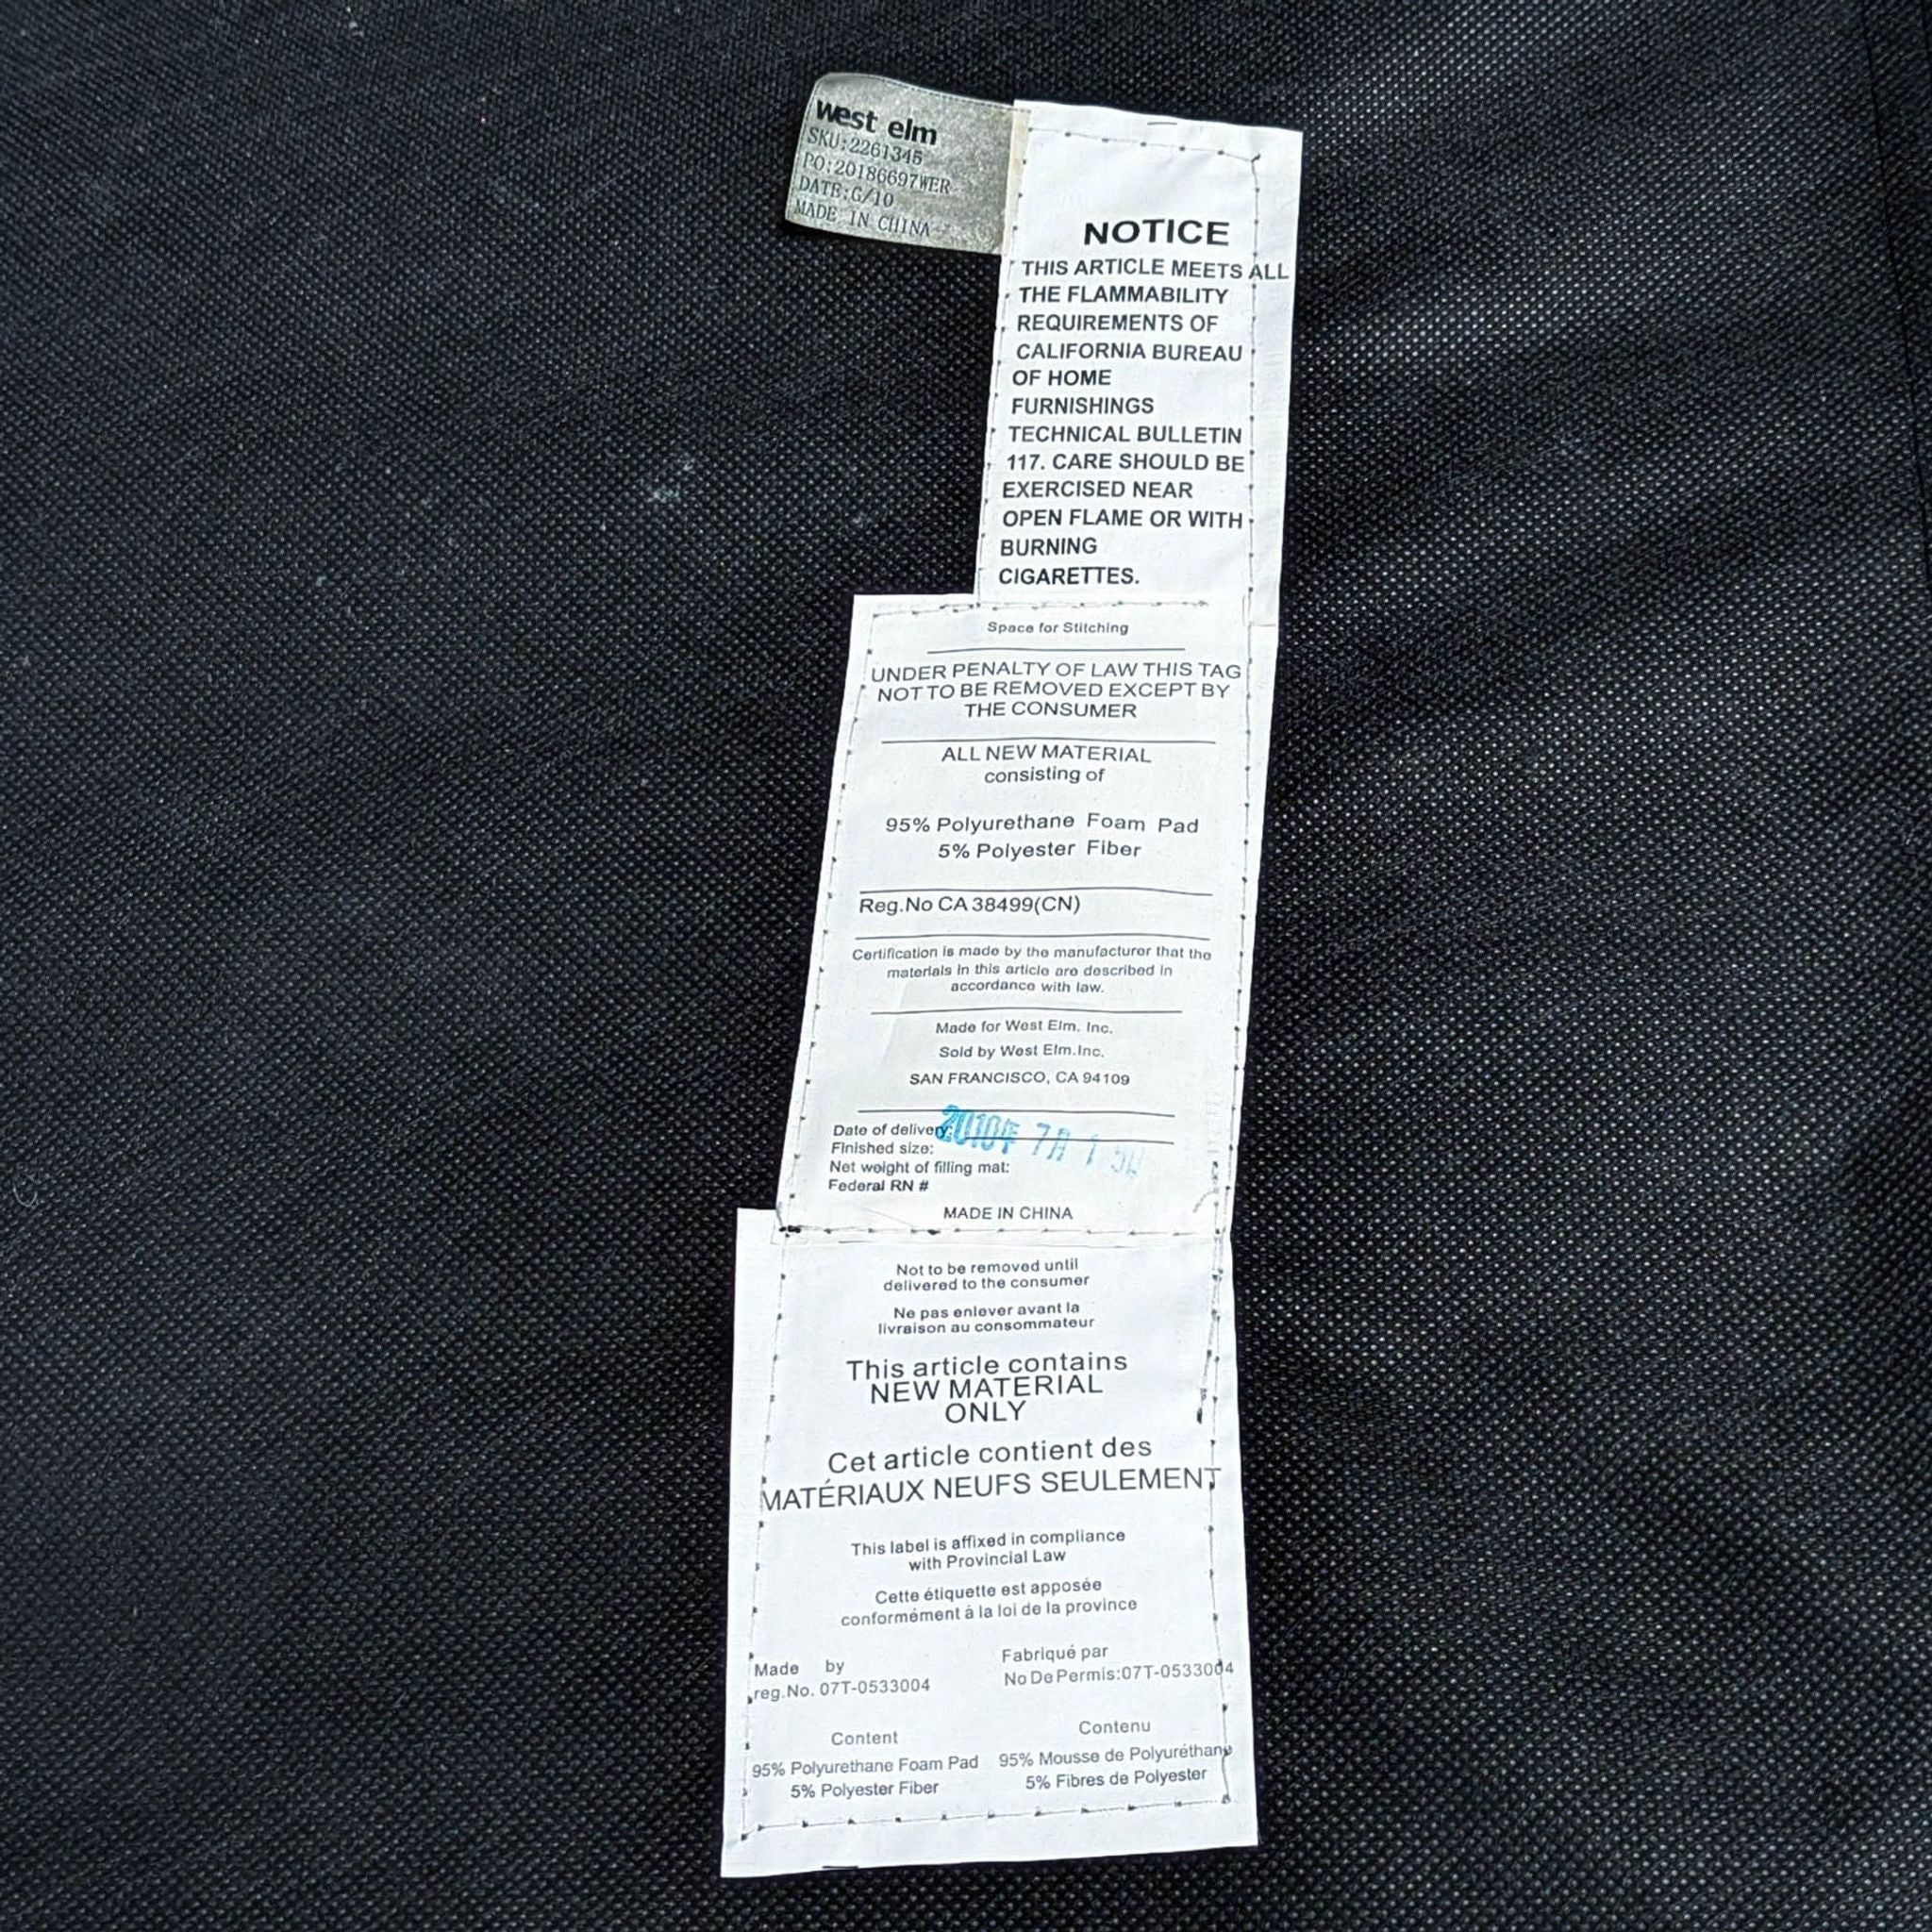 west elm
SKU:2261345
PO:20186697WER
DATE:G/10
MADE IN CHINA
NOTICE
THIS ARTICLE MEETS ALL
THE FLAMMABILITY
REQUIREMENTS OF
CALIFORNIA BUREAU
OF HOME
FURNISHINGS
TECHNICAL BULLETIN
117. CARE SHOULD BE
EXERCISED NEAR
OPEN FLAME OR WITH
BURNING
CIGARETTES.
Space for Stitching
UNDER PENALTY OF LAW THIS TAG
NOT TO BE REMOVED EXCEPT BY
THE CONSUMER
ALL NEW MATERIAL
consisting of
95% Polyurethane Foam Pad
5% Polyester Fiber
Reg.No CA 38499(CN)
Certification is made by the manufacturer that the
materials in this article are described in
accordance with law.
Made for West Elm. Inc.
Sold by West Elm.Inc.
SAN FRANCISCO, CA 94109
Date of delivery: 2010年 7月 1 5日
Finished size:
Net weight of filling mat:
Federal RN #
MADE IN CHINA
Not to be removed until
delivered to the consumer
Ne pas enlever avant la
livraison au consommateur
This article contains
NEW MATERIAL
ONLY
Cet article contient des
MATÉRIAUX NEUFS SEULEMENT
This label is affixed in compliance
with Provincial Law
Cette étiquette est apposée
conformément à la loi de la province
Made by
reg.No. 07T-0533004
Fabriqué par
No De Permis:07T-0533004
Content
95% Polyurethane Foam Pad
5% Polyester Fiber
Contenu
95% Mousse de Polyuréthane
5% Fibres de Polyester